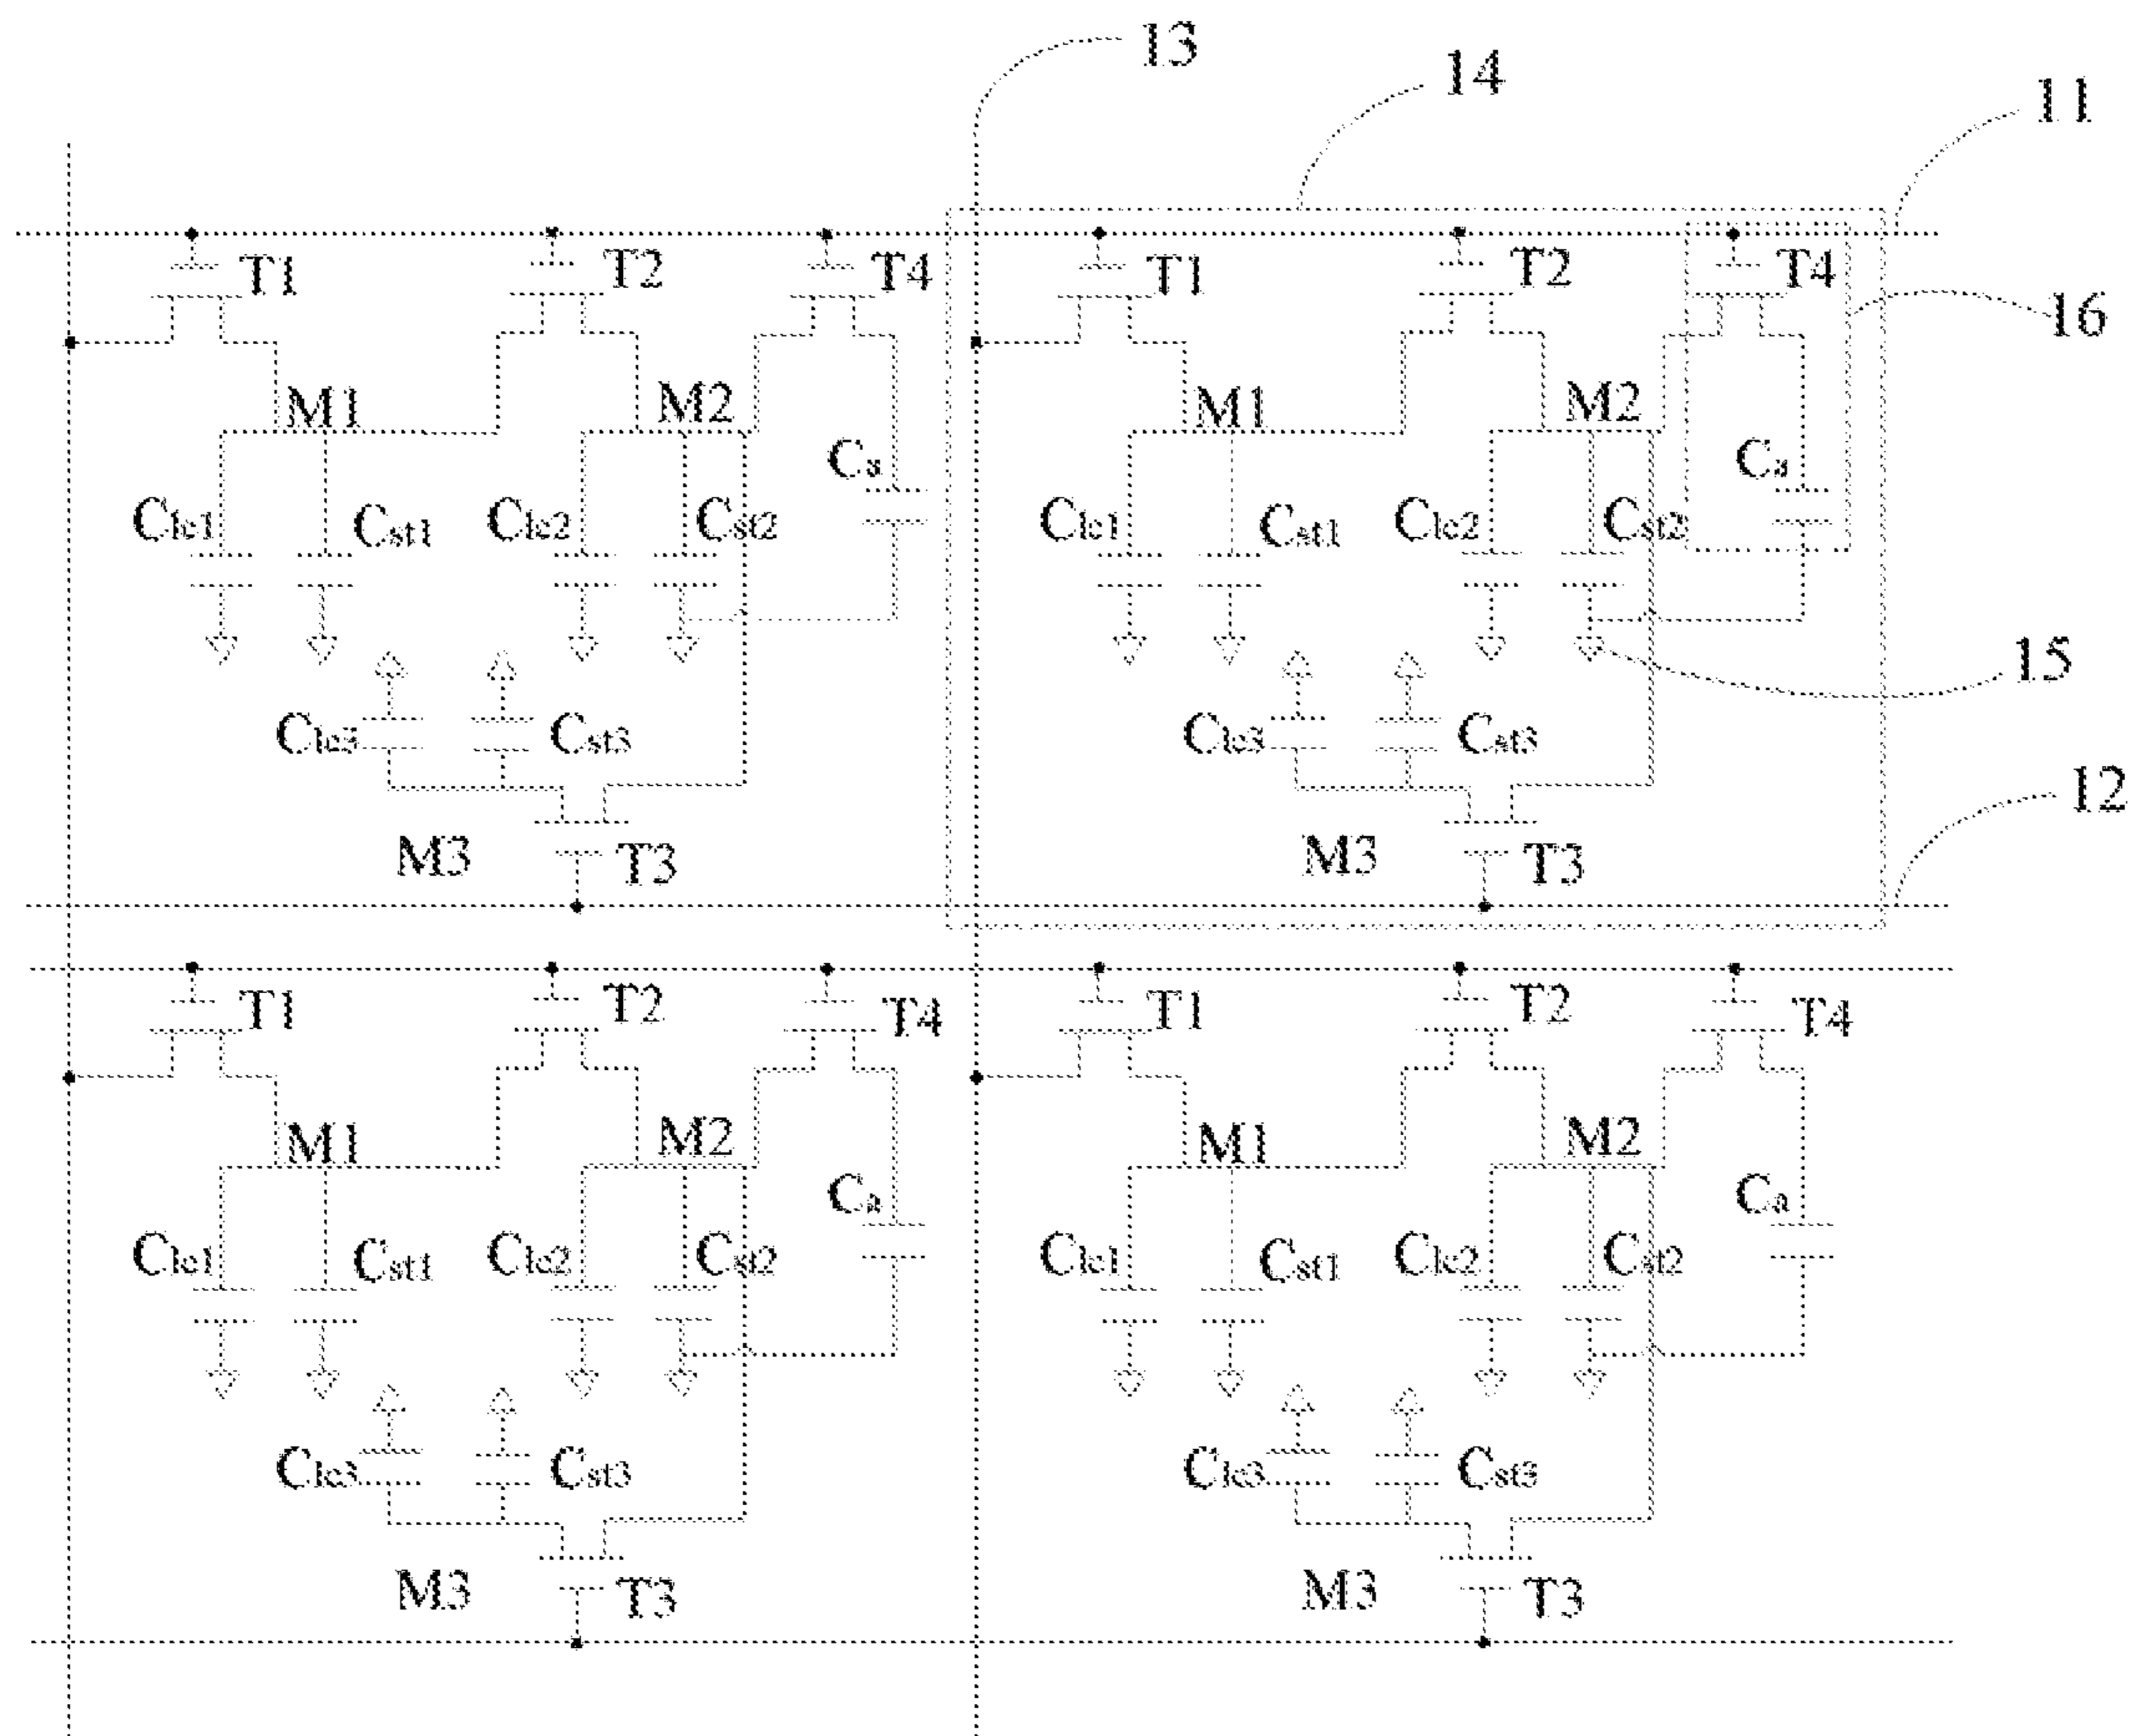 13
14
11
T1 T2 T4 T1 T2 T4
16
M1 M2 M1 M2
Ca Ca
Clc1 Cst1 Clc2 Cst2 Clc1 Cst1 Clc2 Cst2
15
Clc3 Cst3 Clc3 Cst3
12
M3 T3 M3 T3
T1 T2 T4 T1 T2 T4
M1 M2 M1 M2
Ca Ca
Clc1 Cst1 Clc2 Cst2 Clc1 Cst1 Clc2 Cst2
Clc3 Cst3 Clc3 Cst3
M3 T3 M3 T3